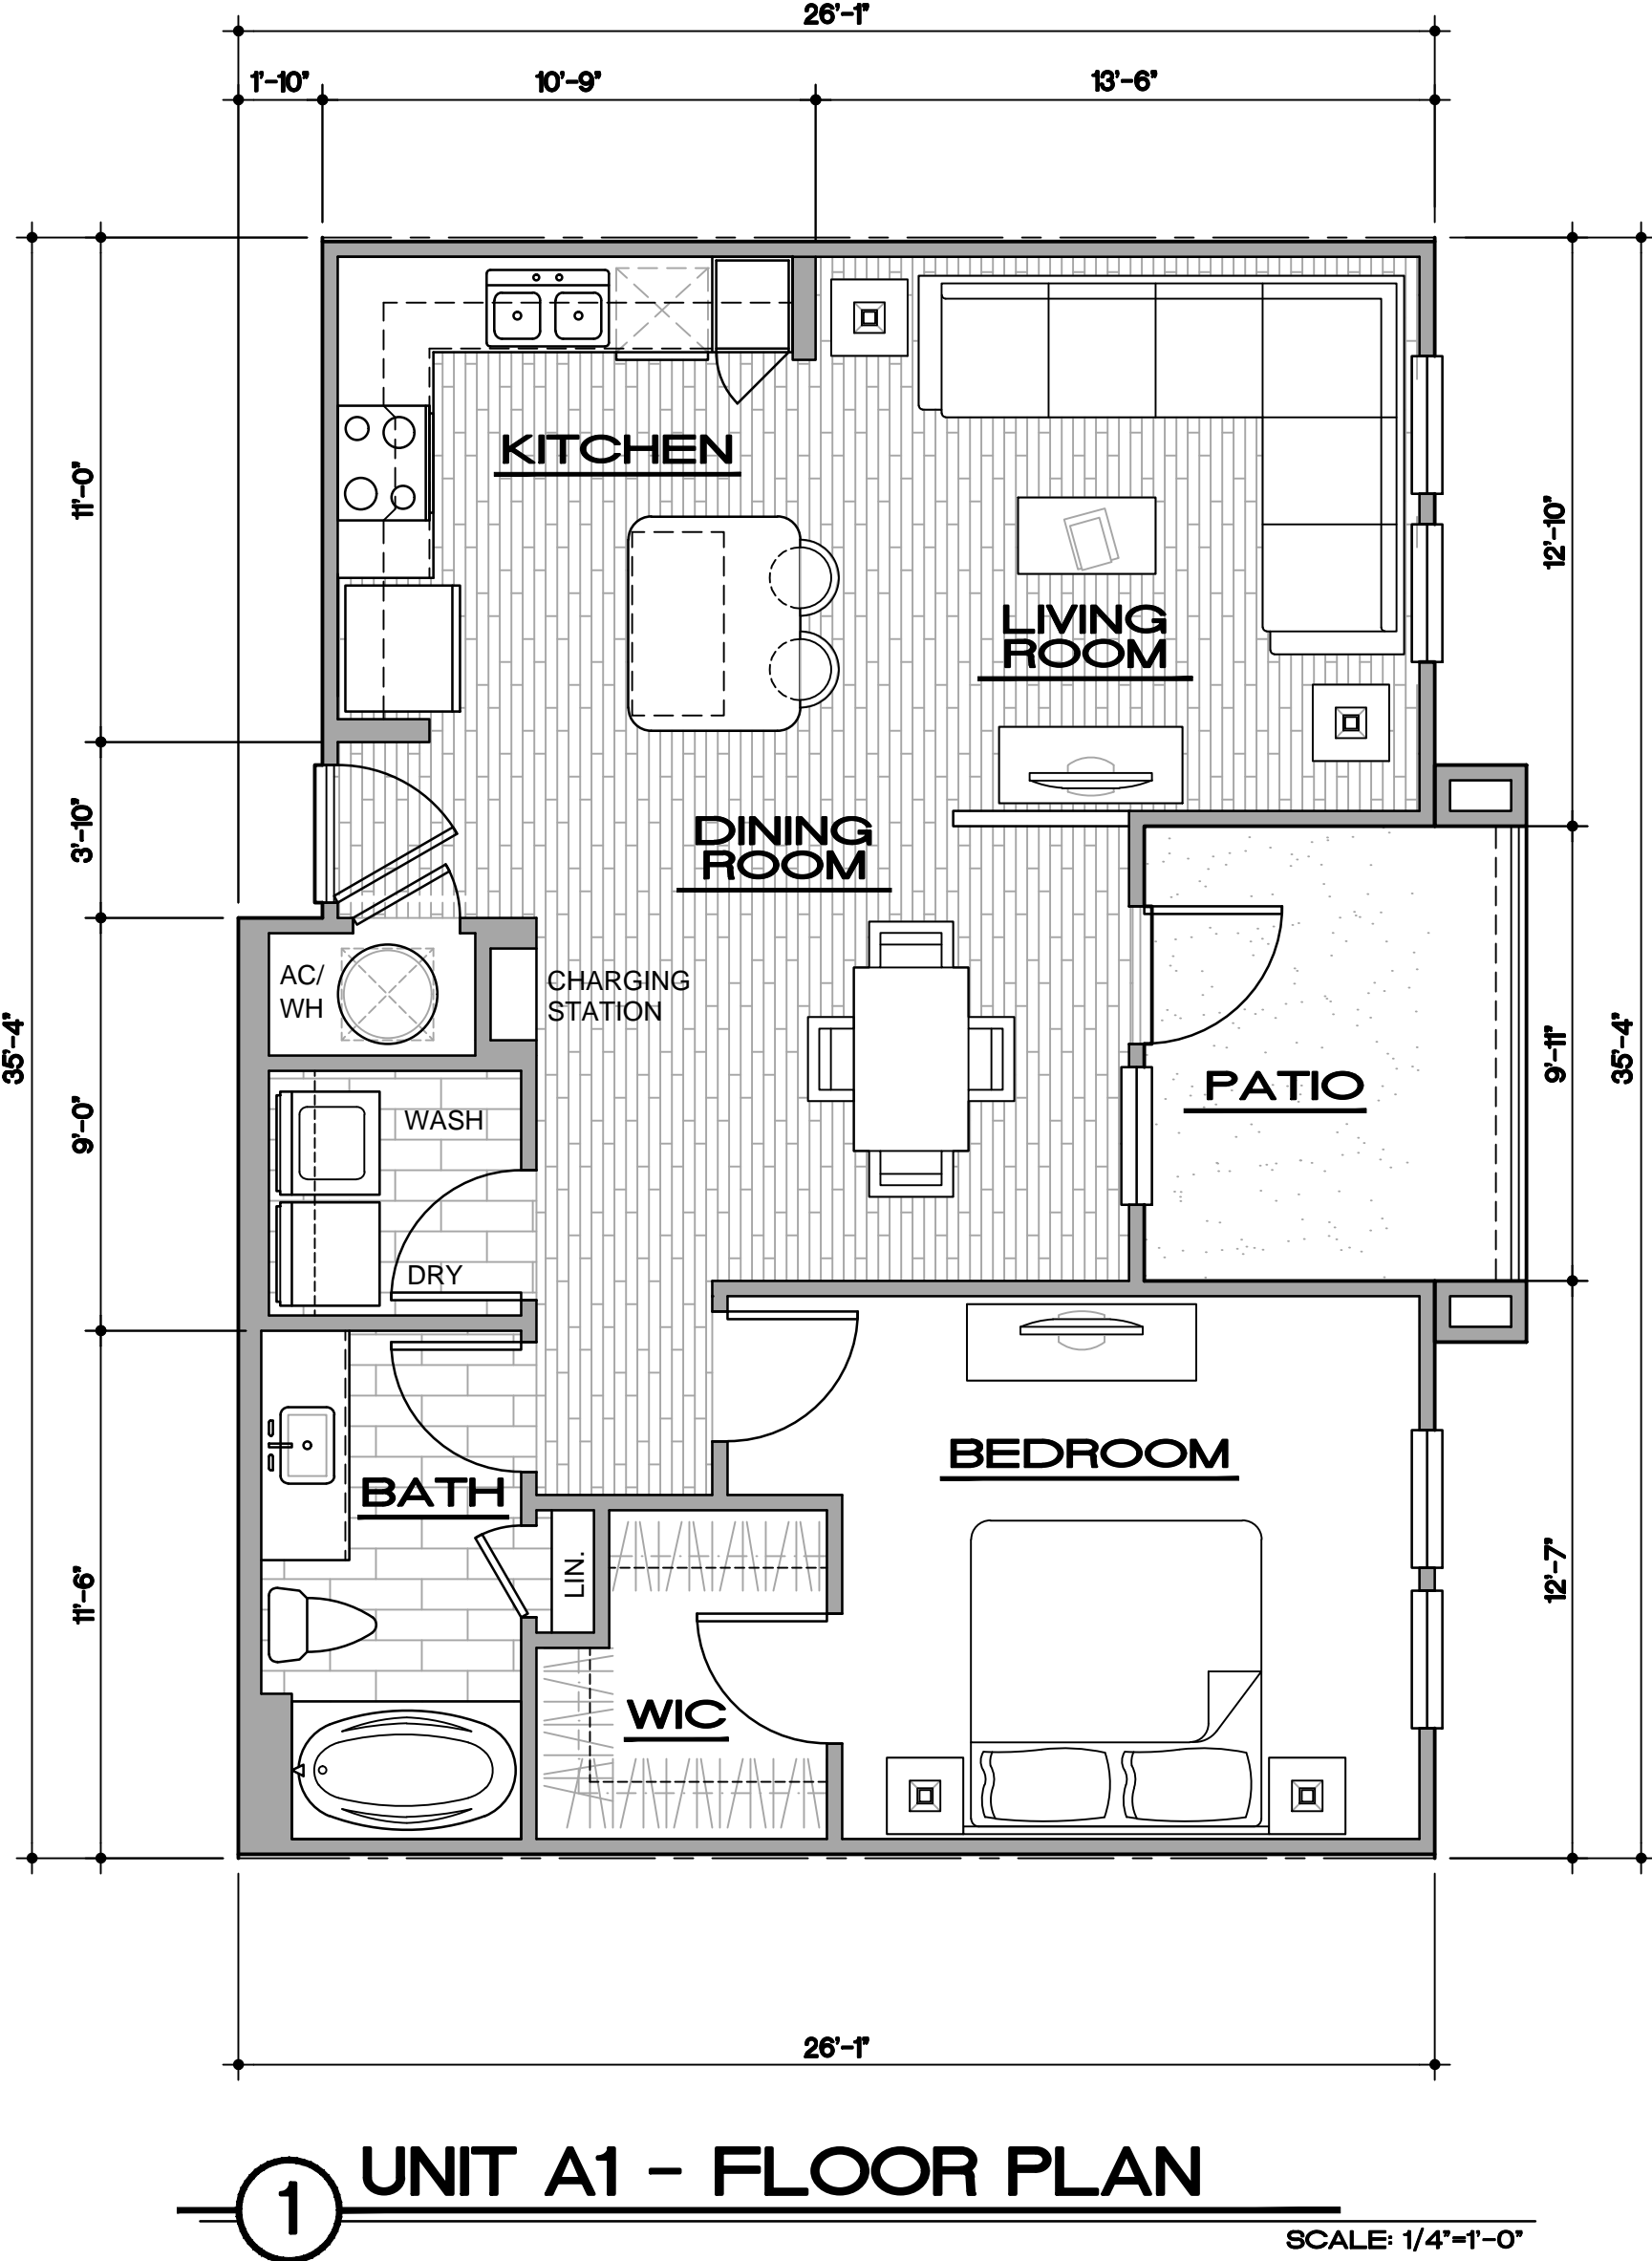 26'-1"
1'-10"
10'-9"
13'-6"
KITCHEN
11'-0"
12'-10"
LIVING
ROOM
3'-10"
DINING
ROOM
AC/
WH
CHARGING
STATION
35'-4"
9'-11"
35'-4"
PATIO
WASH
9'-0"
DRY
BEDROOM
BATH
LIN.
11'-6"
12'-7"
WIC
26'-1"
1
UNIT A1 - FLOOR PLAN
SCALE: 1/4"=1'-0"